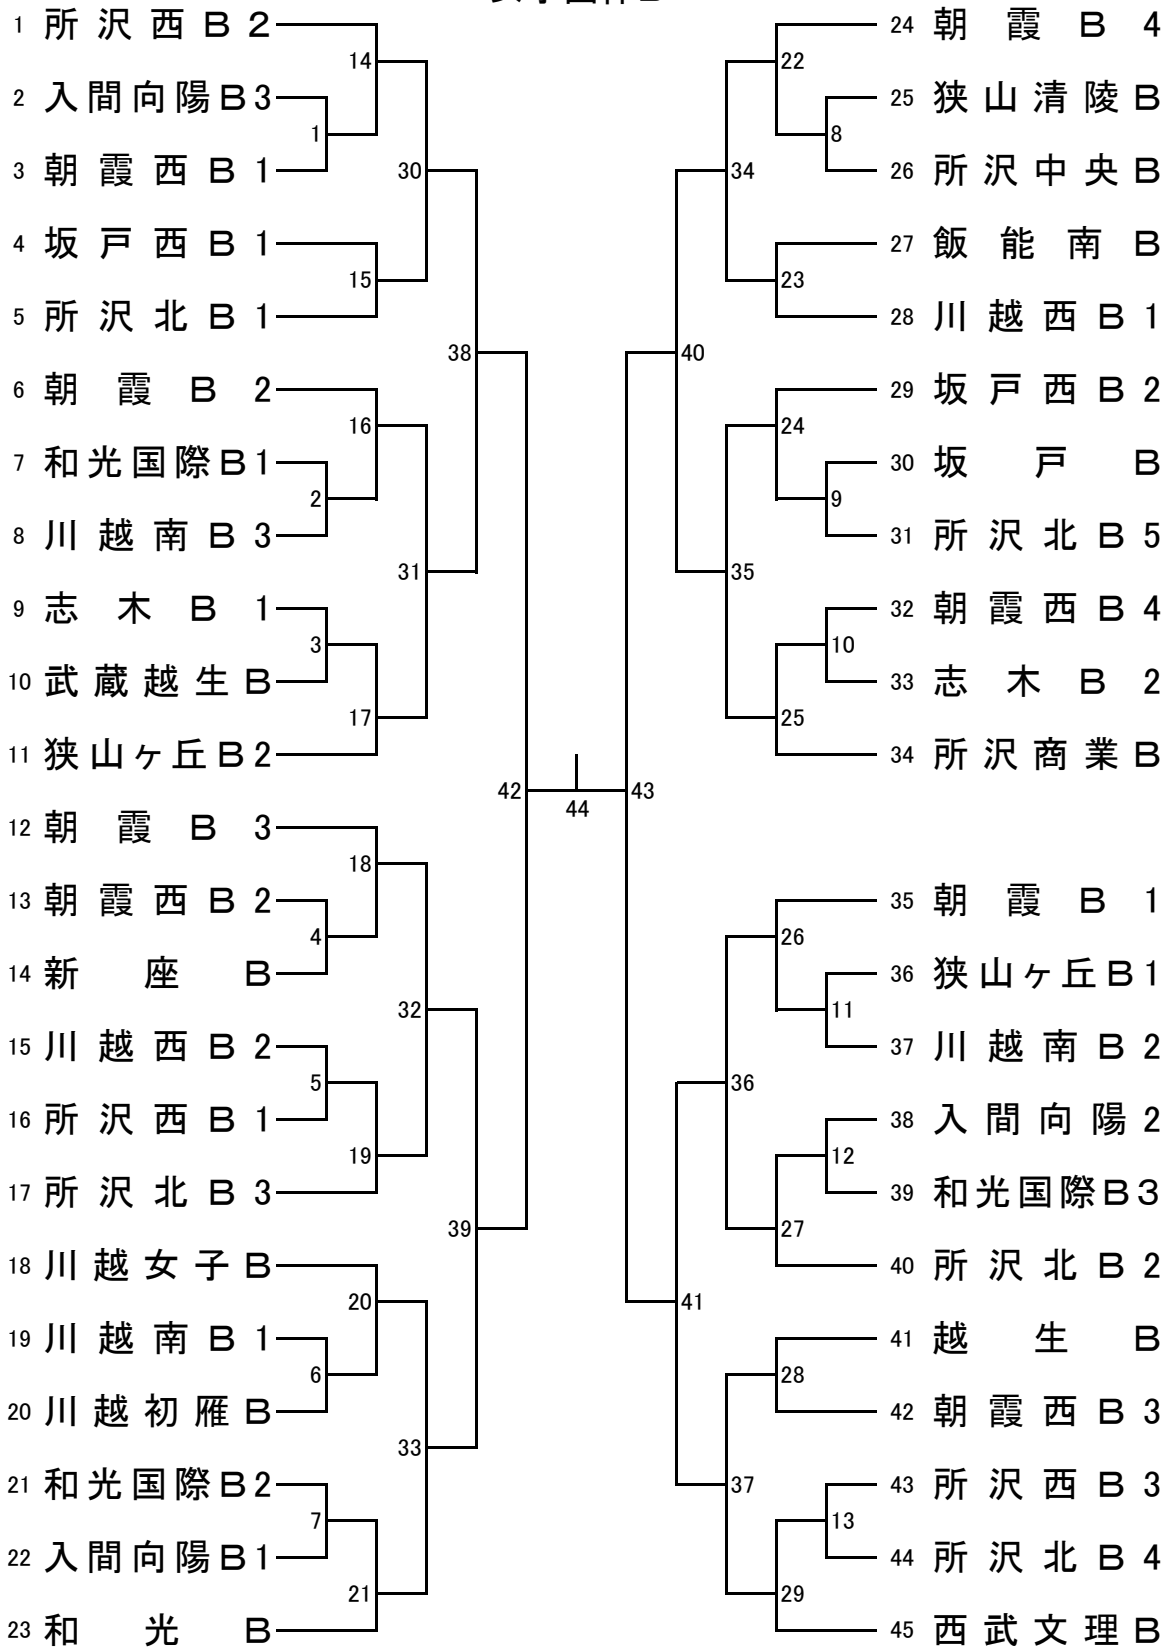 1 所沢西B2
14
2 入間向陽B3
1
3 朝霞西B1
30
4 坂戸西B1
15
5 所沢北B1
38
6 朝霞B2
16
7 和光国際B1
2
8 川越南B3
31
9 志木B1
3
10 武蔵越生B
17
11 狭山ヶ丘B2
42
44
43
12 朝霞B3
18
13 朝霞西B2
4
14 新座B
32
15 川越西B2
5
16 所沢西B1
19
17 所沢北B3
39
18 川越女子B
20
19 川越南B1
6
20 川越初雁B
33
21 和光国際B2
7
22 入間向陽B1
21
23 和光B
24 朝霞B4
22
25 狭山清陵B
8
26 所沢中央B
34
27 飯能南B
23
28 川越西B1
40
29 坂戸西B2
24
30 坂戸B
9
31 所沢北B5
35
32 朝霞西B4
10
33 志木B2
25
34 所沢商業B
35 朝霞B1
26
36 狭山ヶ丘B1
11
37 川越南B2
36
38 入間向陽2
12
39 和光国際B3
27
40 所沢北B2
41
41 越生B
28
42 朝霞西B3
37
43 所沢西B3
13
44 所沢北B4
29
45 西武文理B